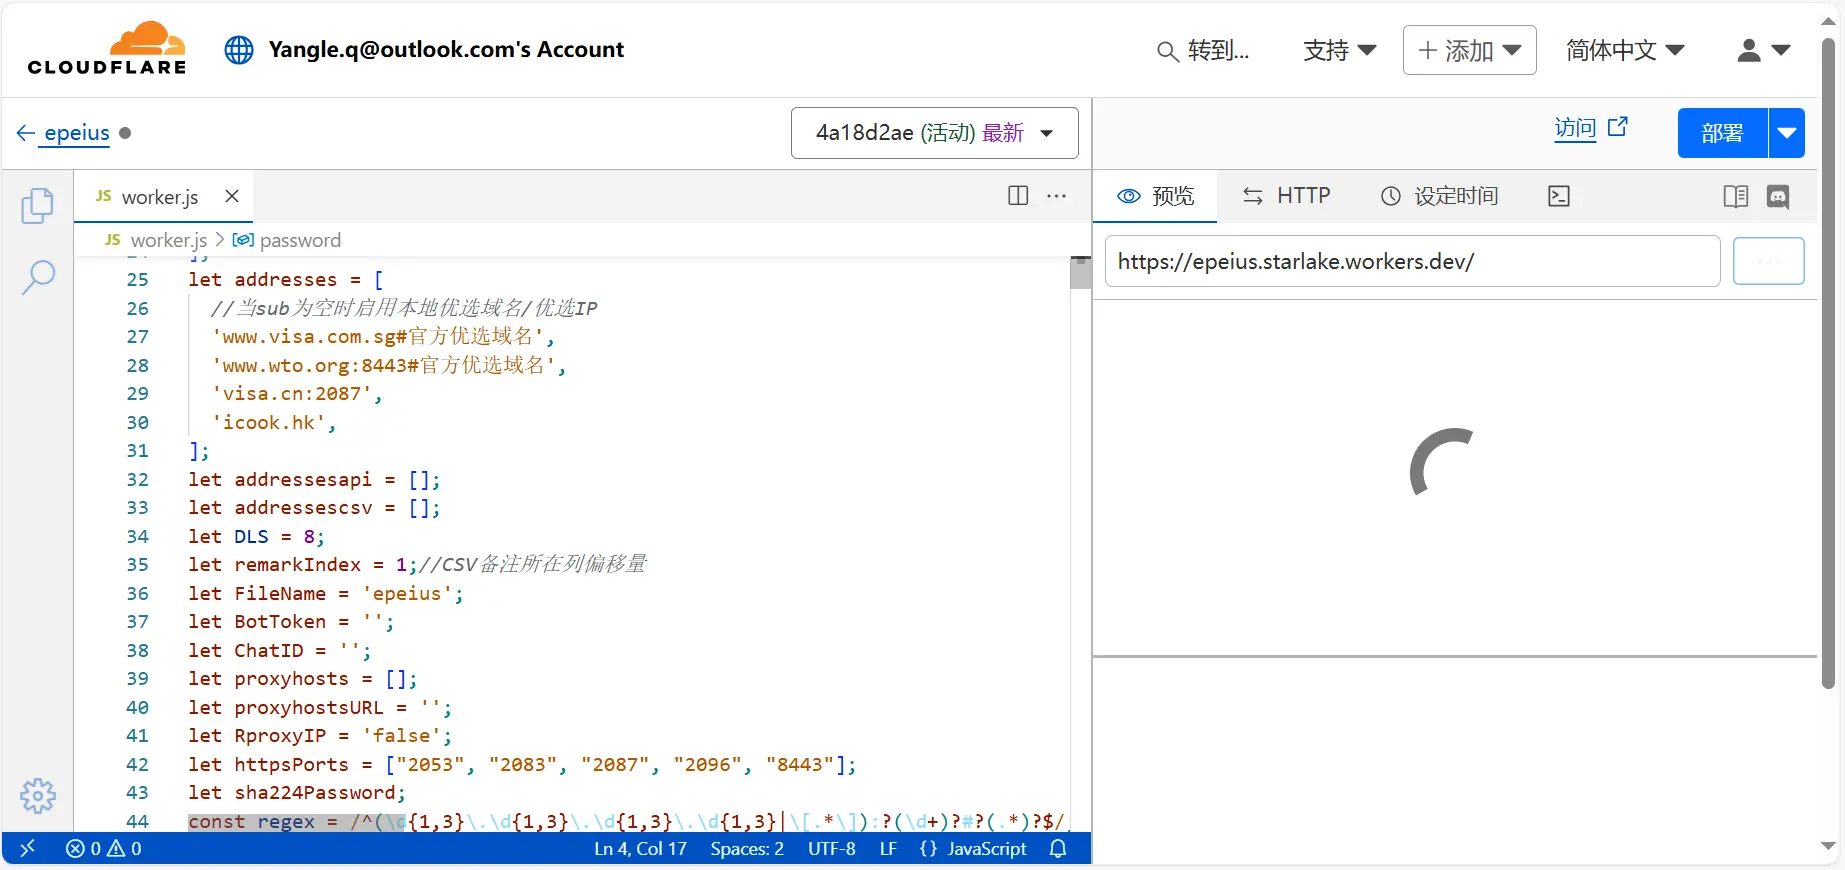 CLOUDFLARE
Yangle.q@outlook.com's Account
转到...
支持
+ 添加
简体中文
epeius
4a18d2ae (活动) 最新
访问
部署
JS worker.js
预览
HTTP
设定时间
JS worker.js > password
https://epeius.starlake.workers.dev/
25 let addresses = [
26 //当sub为空时启用本地优选域名/优选IP
27 'www.visa.com.sg#官方优选域名',
28 'www.wto.org:8443#官方优选域名',
29 'visa.cn:2087',
30 'icook.hk',
31 ];
32 let addressesapi = [];
33 let addressescsv = [];
34 let DLS = 8;
35 let remarkIndex = 1;//CSV备注所在列偏移量
36 let FileName = 'epeius';
37 let BotToken = '';
38 let ChatID = '';
39 let proxyhosts = [];
40 let proxyhostsURL = '';
41 let RproxyIP = 'false';
42 let httpsPorts = ["2053", "2083", "2087", "2096", "8443"];
43 let sha224Password;
44 const regex = /^(\d{1,3}\.\d{1,3}\.\d{1,3}\.\d{1,3}|\[.*\]):?(\d+)?#?(.*)?$/;
0 0
Ln 4, Col 17
Spaces: 2
UTF-8
LF
{} JavaScript